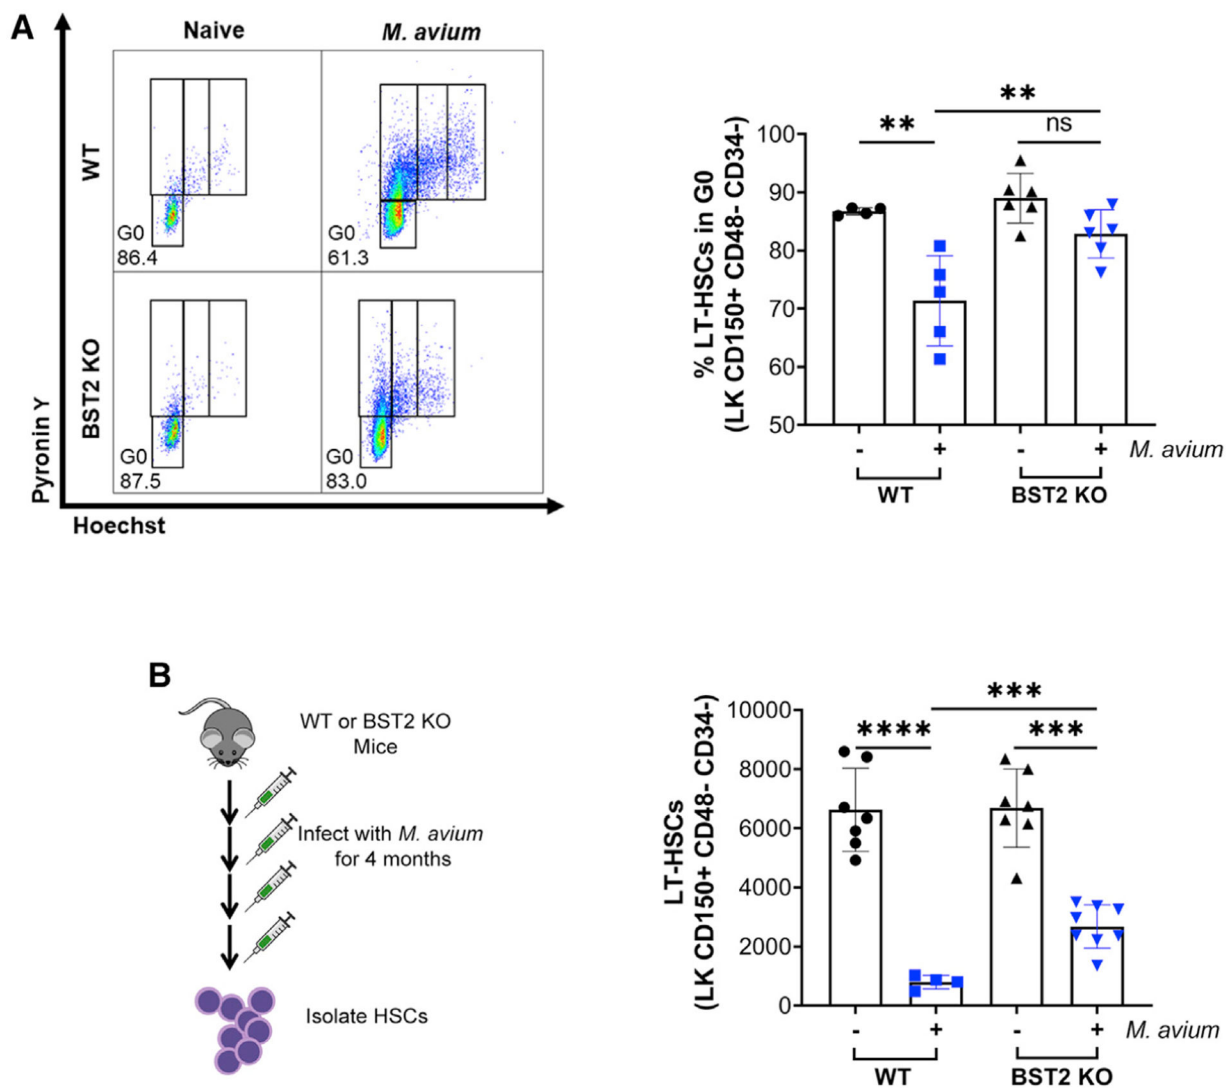 A
Naive
M. avium
WT
G0
86.4
G0
61.3
BST2 KO
G0
87.5
G0
83.0
Pyronin Y
Hoechst
% LT-HSCs in G0
(LK CD150+ CD48- CD34-)
100
90
80
70
60
50
**
**
ns
- + - + M. avium
WT BST2 KO
B
WT or BST2 KO
Mice
Infect with M. avium
for 4 months
Isolate HSCs
LT-HSCs
(LK CD150+ CD48- CD34-)
10000
8000
6000
4000
2000
0
***
**** ***
- + - + M. avium
WT BST2 KO